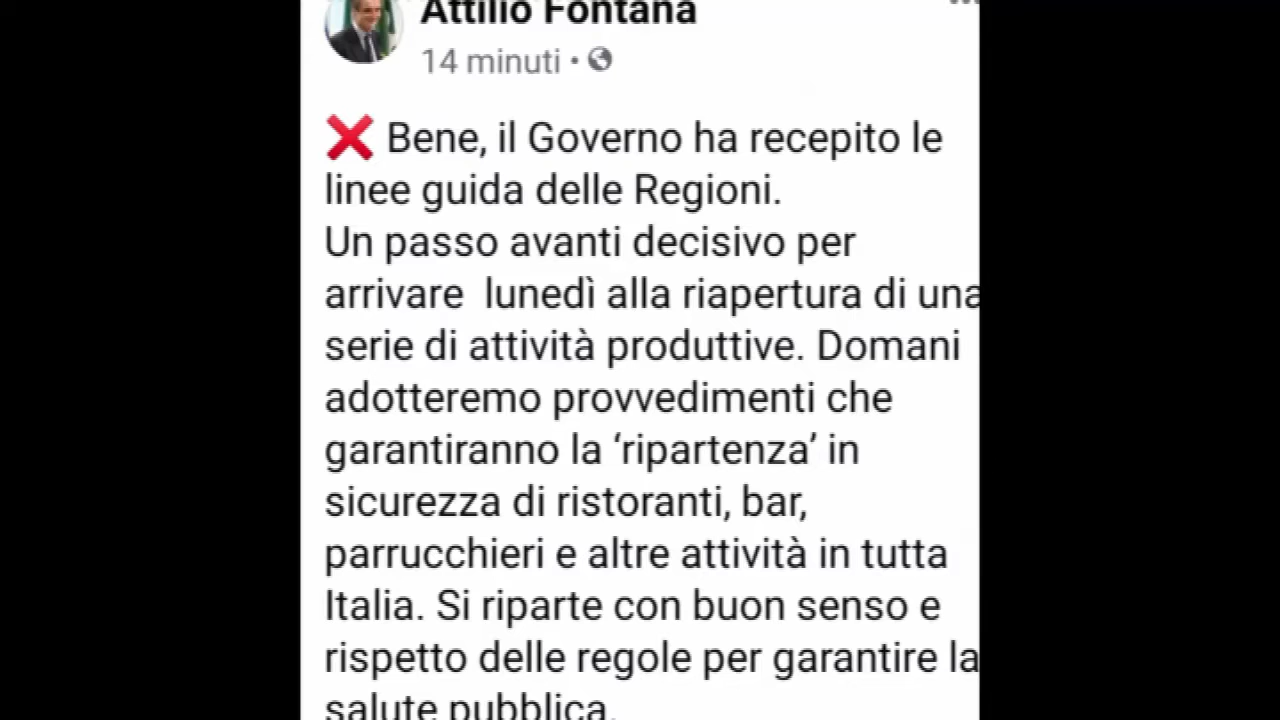 Attilio Fontana
14 minuti •
Bene, il Governo ha recepito le
linee guida delle Regioni.
Un passo avanti decisivo per
arrivare lunedì alla riapertura di una
serie di attività produttive. Domani
adotteremo provvedimenti che
garantiranno la ‘ripartenza’ in
sicurezza di ristoranti, bar,
parrucchieri e altre attività in tutta
Italia. Si riparte con buon senso e
rispetto delle regole per garantire la
salute pubblica.